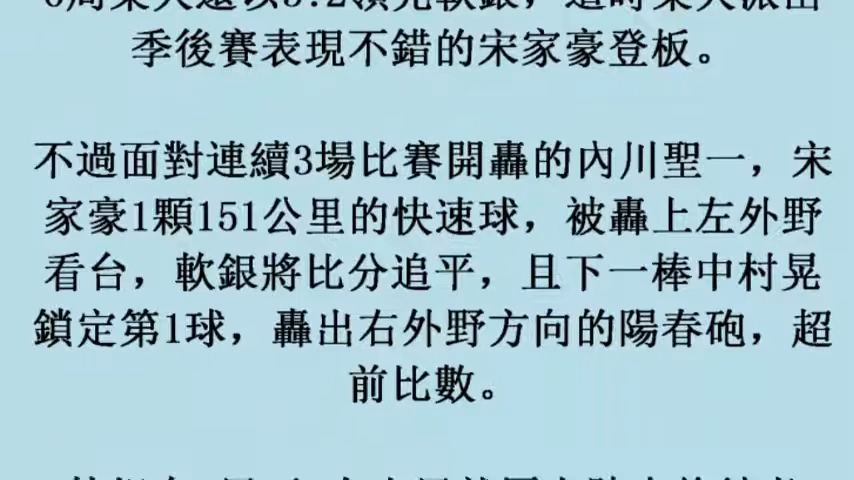 季後賽表現不錯的宋家豪登板。
不過面對連續3場比賽開轟的內川聖一，宋
家豪1顆151公里的快速球，被轟上左外野
看台，軟銀將比分追平，且下一棒中村晃
鎖定第1球，轟出右外野方向的陽春砲，超
前比數。